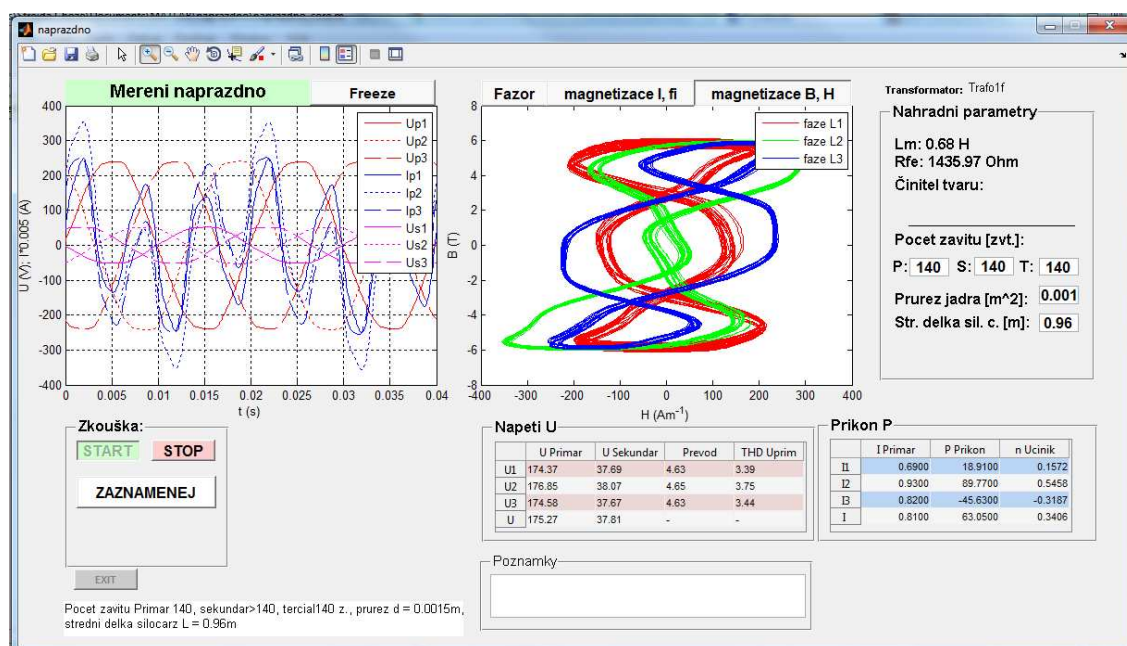 naprazdno
Mereni naprazdno
Freeze
400
300
200
100
0
-100
-200
-300
-400
U (V); I*0.005 (A)
0 0.005 0.01 0.015 0.02 0.025 0.03 0.035 0.04
t (s)
Up1
Up2
Up3
Ip1
Ip2
Ip3
Us1
Us2
Us3
Fazor
magnetizace I, fi
magnetizace B, H
8
6
4
2
0
-2
-4
-6
-8
B (T)
-400 -300 -200 -100 0 100 200 300 400
H (Am-1)
faze L1
faze L2
faze L3
Transformator: Trafo1f
Nahradni parametry
Lm: 0.68 H
Rfe: 1435.97 Ohm
Činitel tvaru:
Pocet zavitu [zvt.]:
P: 140 S: 140 T: 140
Prurez jadra [m^2]: 0.001
Str. delka sil. c. [m]: 0.96
Zkouška:
START STOP
ZAZNAMENEJ
EXIT
Pocet zavitu Primar 140, sekundar>140, tercial140 z., prurez d = 0.0015m,
stredni delka silocarz L = 0.96m
Napeti U
U Primar U Sekundar Prevod THD Uprim
U1 174.37 37.69 4.63 3.39
U2 176.85 38.07 4.65 3.75
U3 174.58 37.67 4.63 3.44
U 175.27 37.81 - -
Poznamky
Prikon P
I Primar P Prikon n Ucinik
I1 0.6900 18.9100 0.1572
I2 0.9300 89.7700 0.5458
I3 0.8200 -45.6300 -0.3187
I 0.8100 63.0500 0.3406